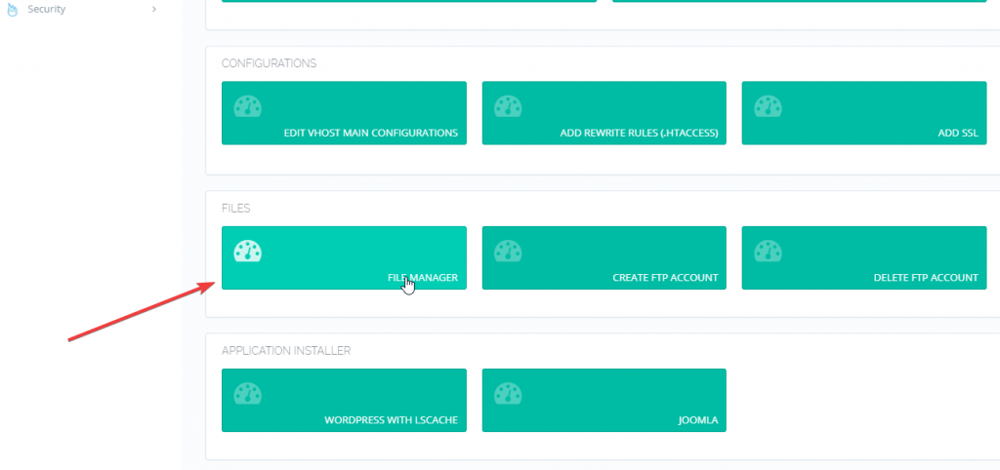 Security
CONFIGURATIONS
EDIT VHOST MAIN CONFIGURATIONS
ADD REWRITE RULES (.HTACCESS)
ADD SSL
FILES
FILE MANAGER
CREATE FTP ACCOUNT
DELETE FTP ACCOUNT
APPLICATION INSTALLER
WORDPRESS WITH LSCACHE
JOOMLA